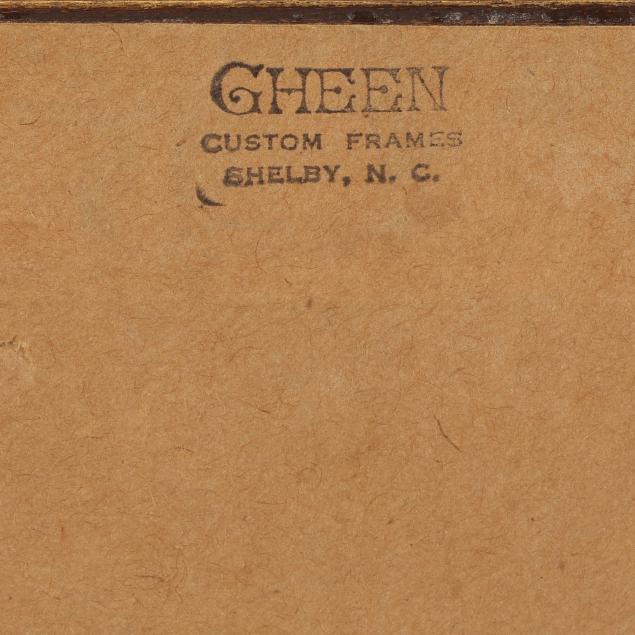 GHEEN
CUSTOM FRAMES
SHELBY, N. C.